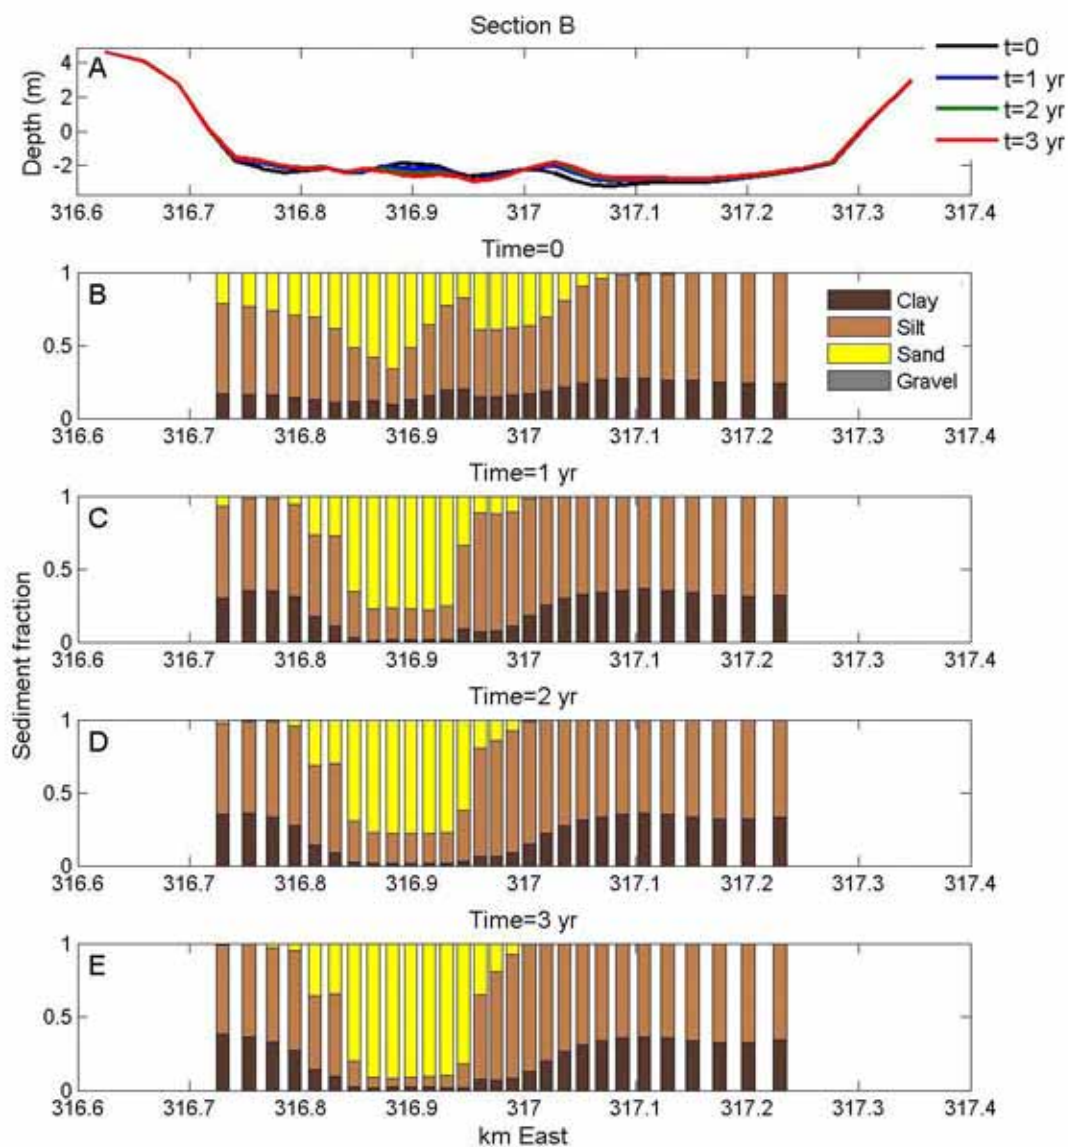 Section B
A
Depth (m)
4
2
0
-2
316.6 316.7 316.8 316.9 317 317.1 317.2 317.3 317.4
t=0
t=1 yr
t=2 yr
t=3 yr
Time=0
B
1
0.5
0
316.6 316.7 316.8 316.9 317 317.1 317.2 317.3 317.4
Clay
Silt
Sand
Gravel
Time=1 yr
C
1
0.5
0
316.6 316.7 316.8 316.9 317 317.1 317.2 317.3 317.4
Sediment fraction
Time=2 yr
D
1
0.5
0
316.6 316.7 316.8 316.9 317 317.1 317.2 317.3 317.4
Time=3 yr
E
1
0.5
0
316.6 316.7 316.8 316.9 317 317.1 317.2 317.3 317.4
km East